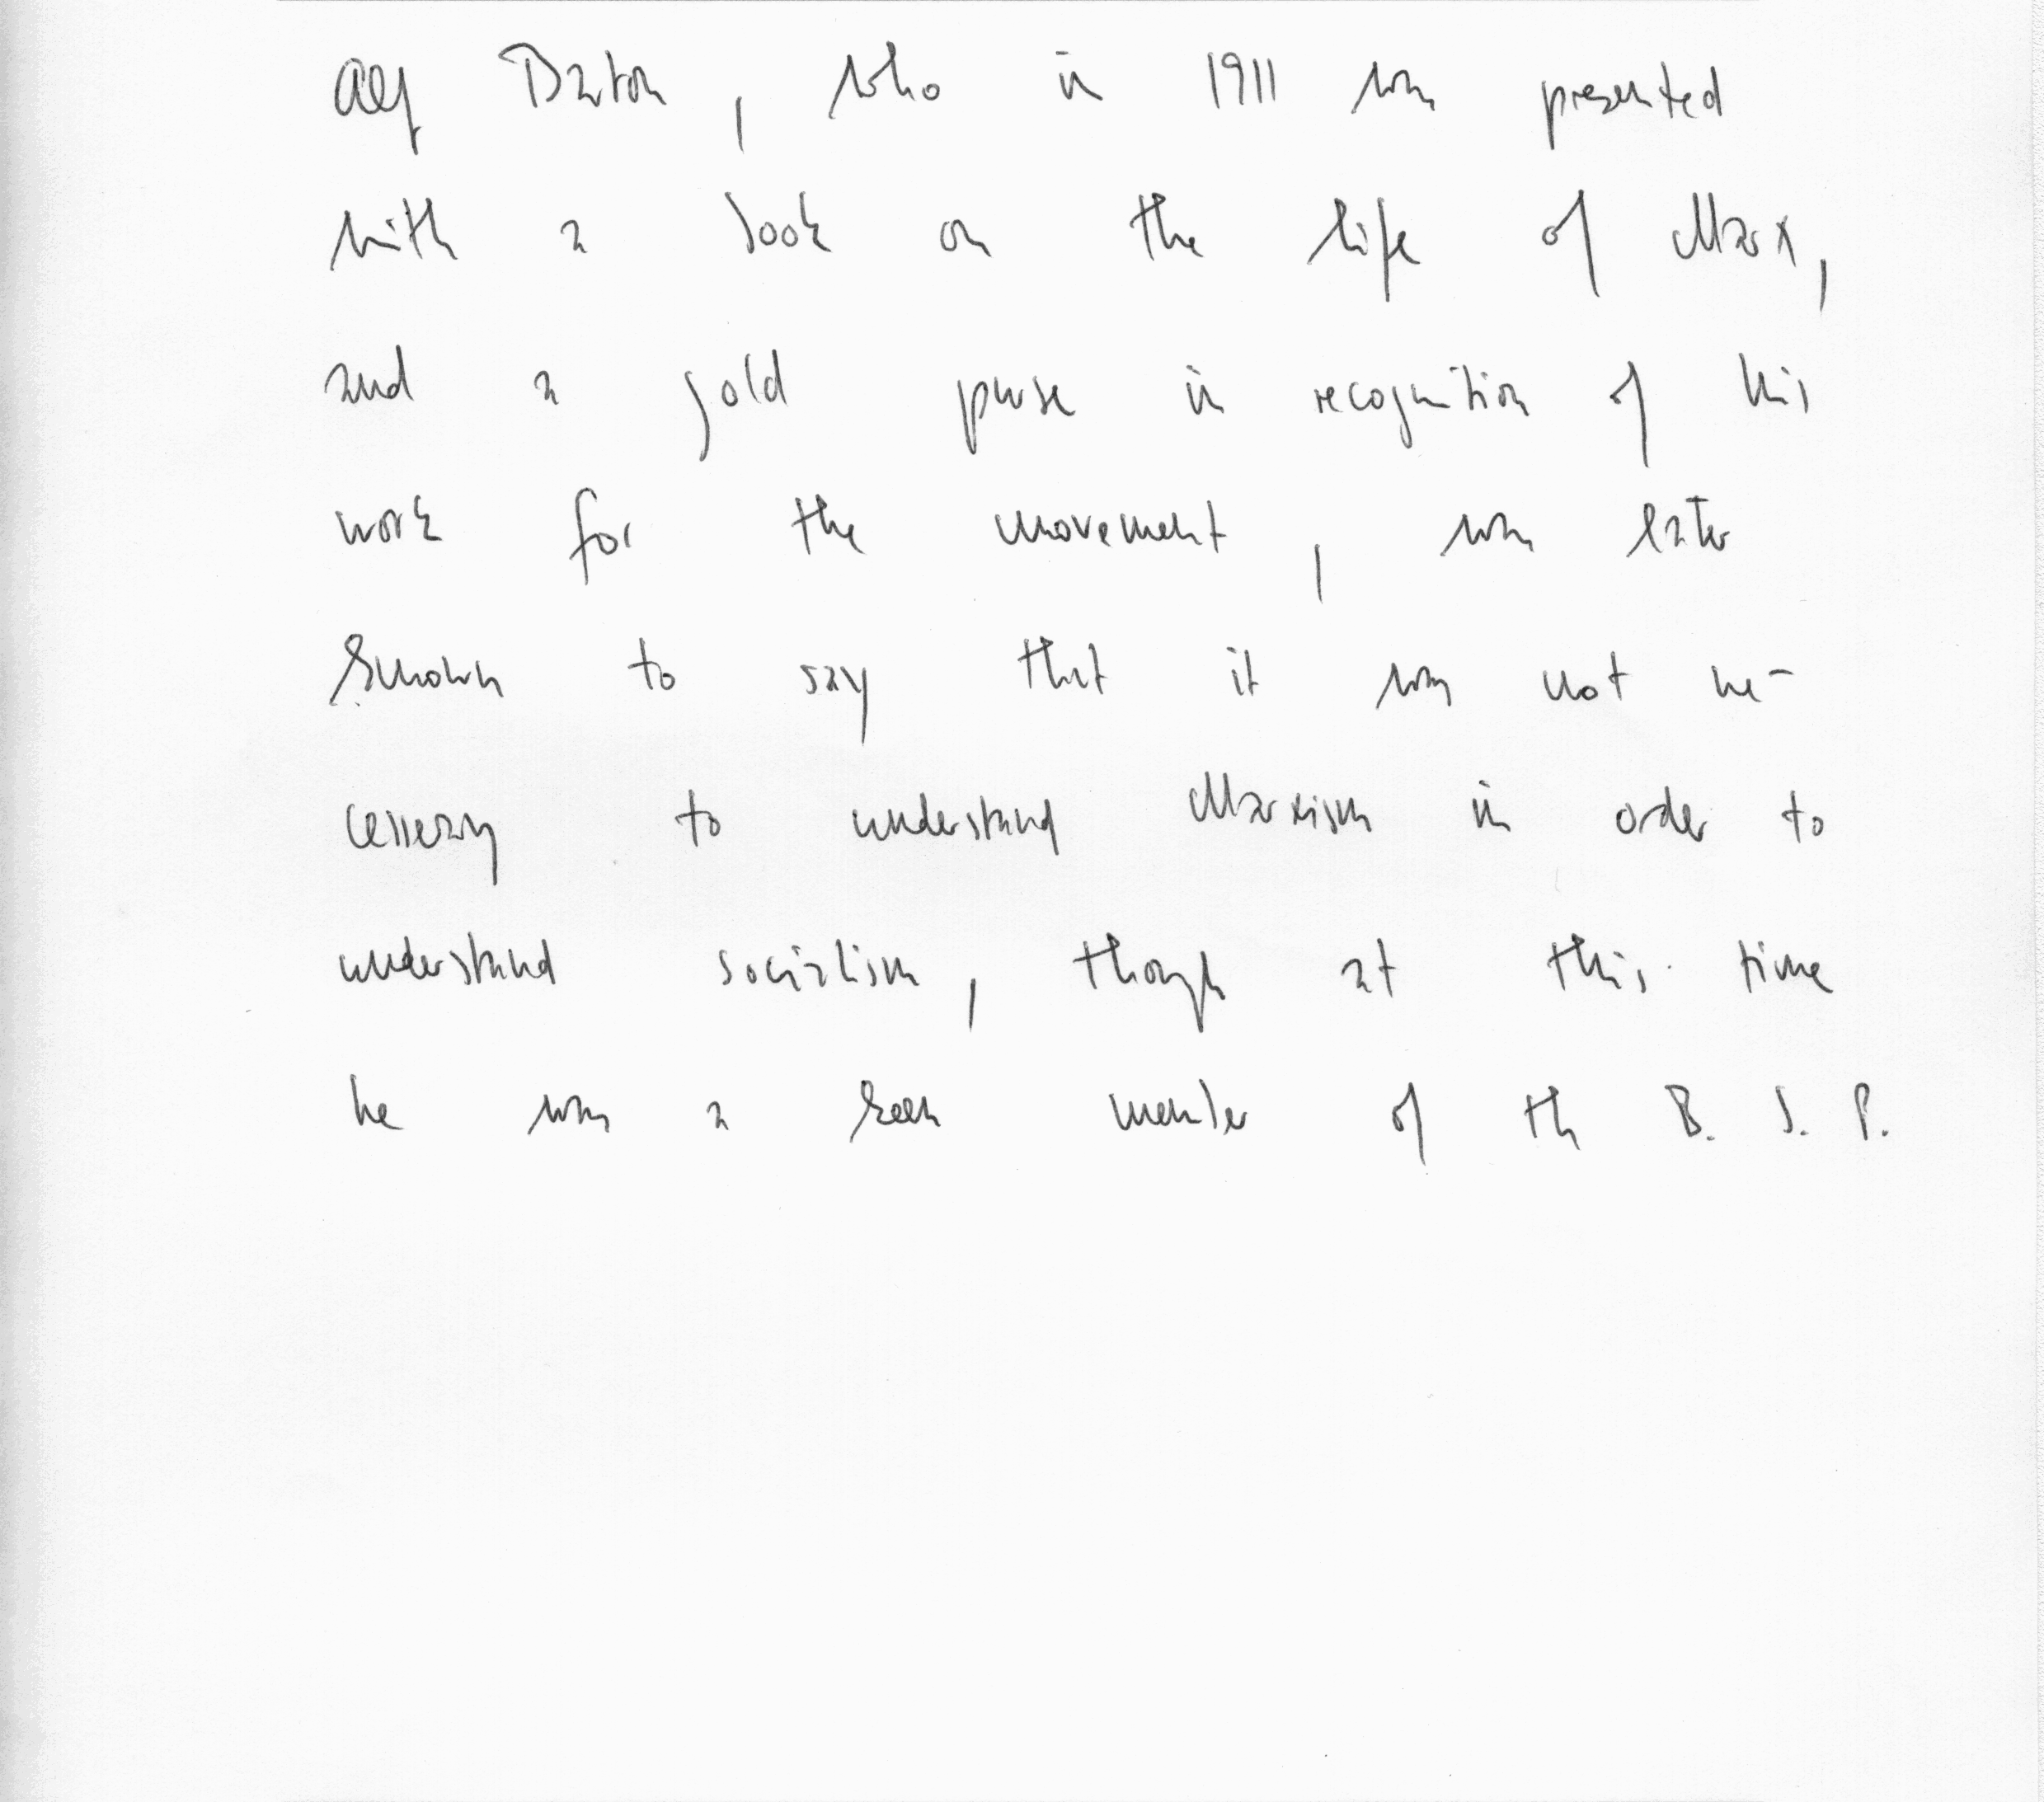 Alf Barton, who in 1911 was presented
with a book on the life of Marx,
and a gold purse in recognition of his
work for the movement, was later
known to say that it was not ne-
cessary to understand Marxism in order to
understand socialism, though at this time
he was a keen member of the B. S. P.